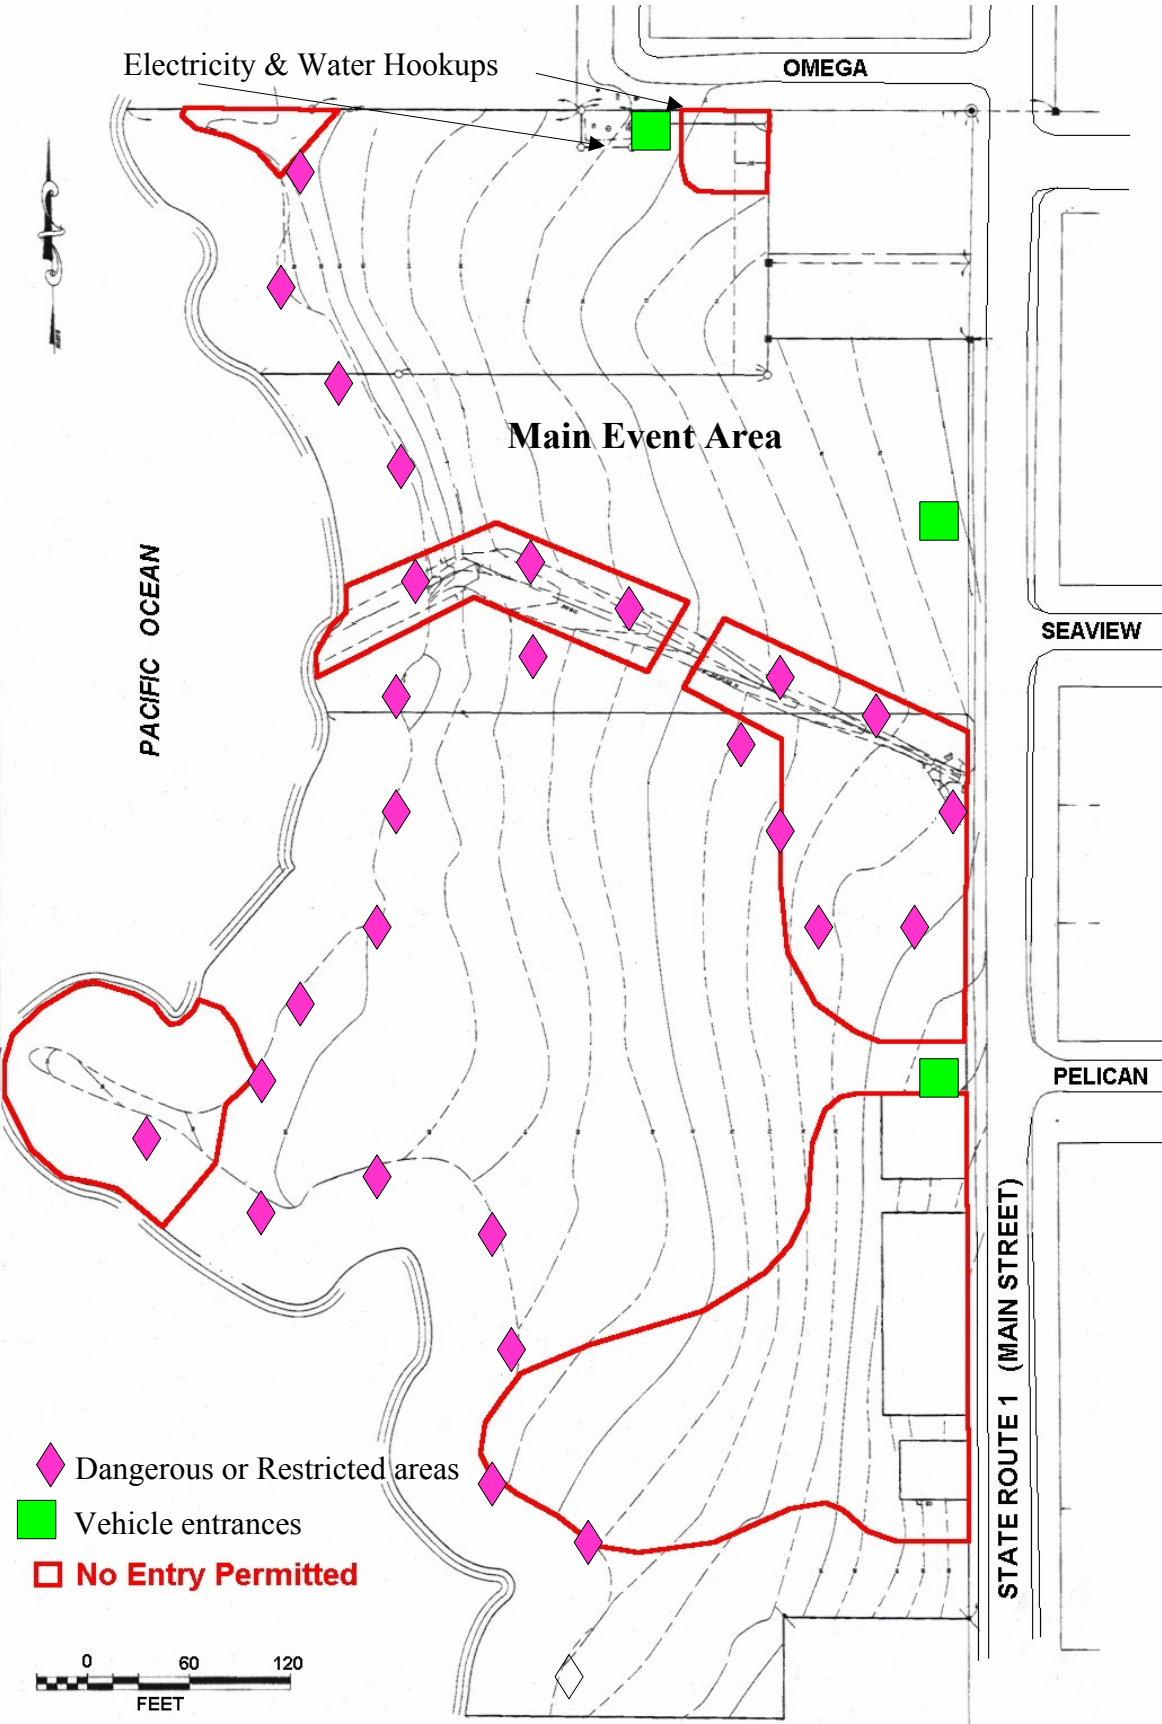 Electricity & Water Hookups
OMEGA
Main Event Area
PACIFIC OCEAN
SEAVIEW
PELICAN
STATE ROUTE 1 (MAIN STREET)
Dangerous or Restricted areas
Vehicle entrances
No Entry Permitted
0 60 120
FEET